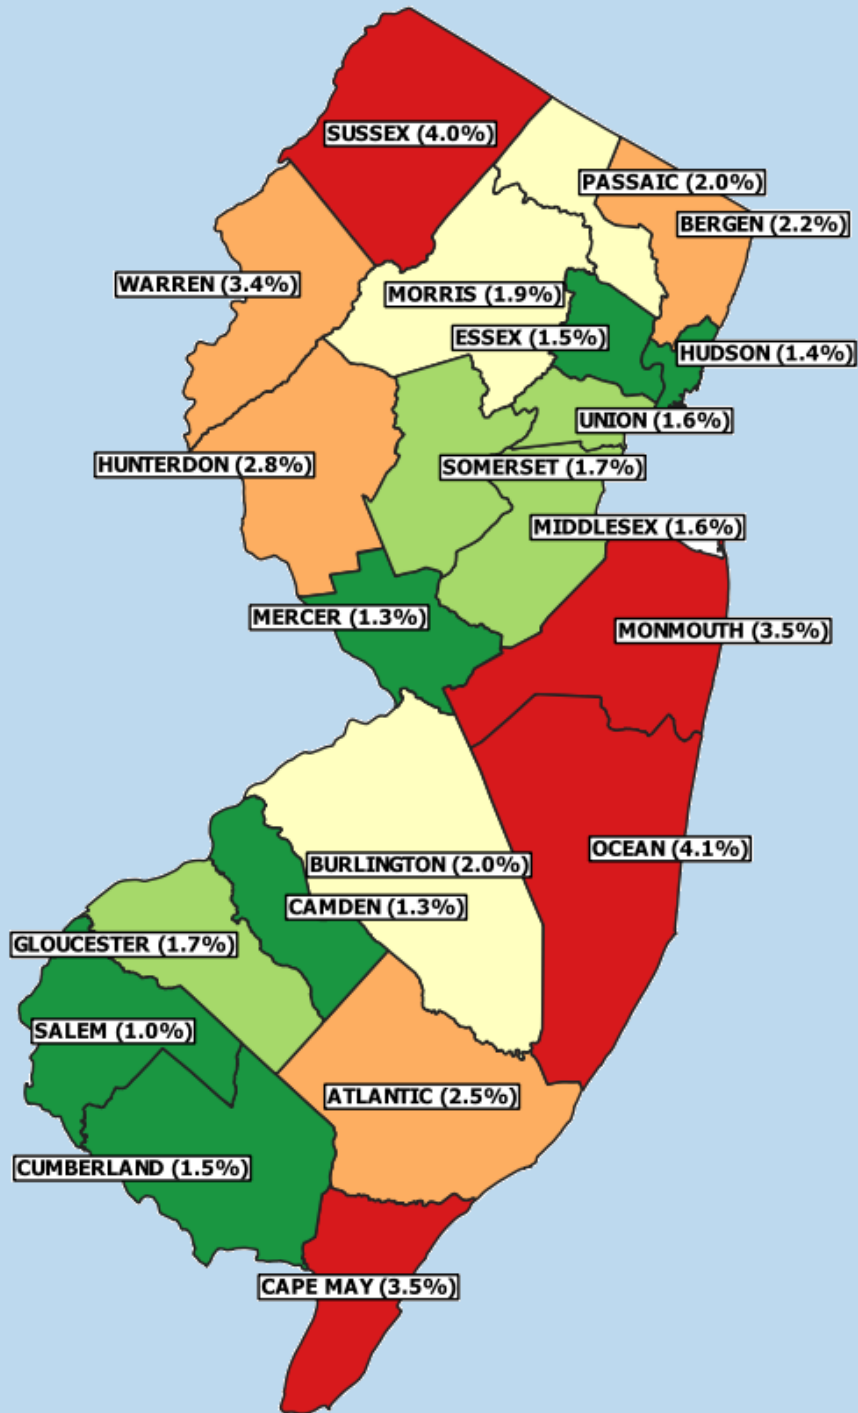 SUSSEX (4.0%)
PASSAIC (2.0%)
BERGEN (2.2%)
WARREN (3.4%)
MORRIS (1.9%)
ESSEX (1.5%)
HUDSON (1.4%)
UNION (1.6%)
HUNTERDON (2.8%)
SOMERSET (1.7%)
MIDDLESEX (1.6%)
MERCER (1.3%)
MONMOUTH (3.5%)
OCEAN (4.1%)
BURLINGTON (2.0%)
CAMDEN (1.3%)
GLOUCESTER (1.7%)
SALEM (1.0%)
ATLANTIC (2.5%)
CUMBERLAND (1.5%)
CAPE MAY (3.5%)